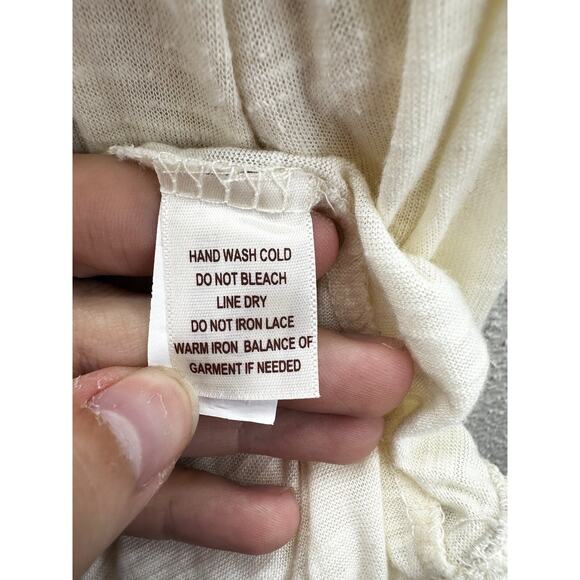 HAND WASH COLD
DO NOT BLEACH
LINE DRY
DO NOT IRON LACE
WARM IRON BALANCE OF
GARMENT IF NEEDED